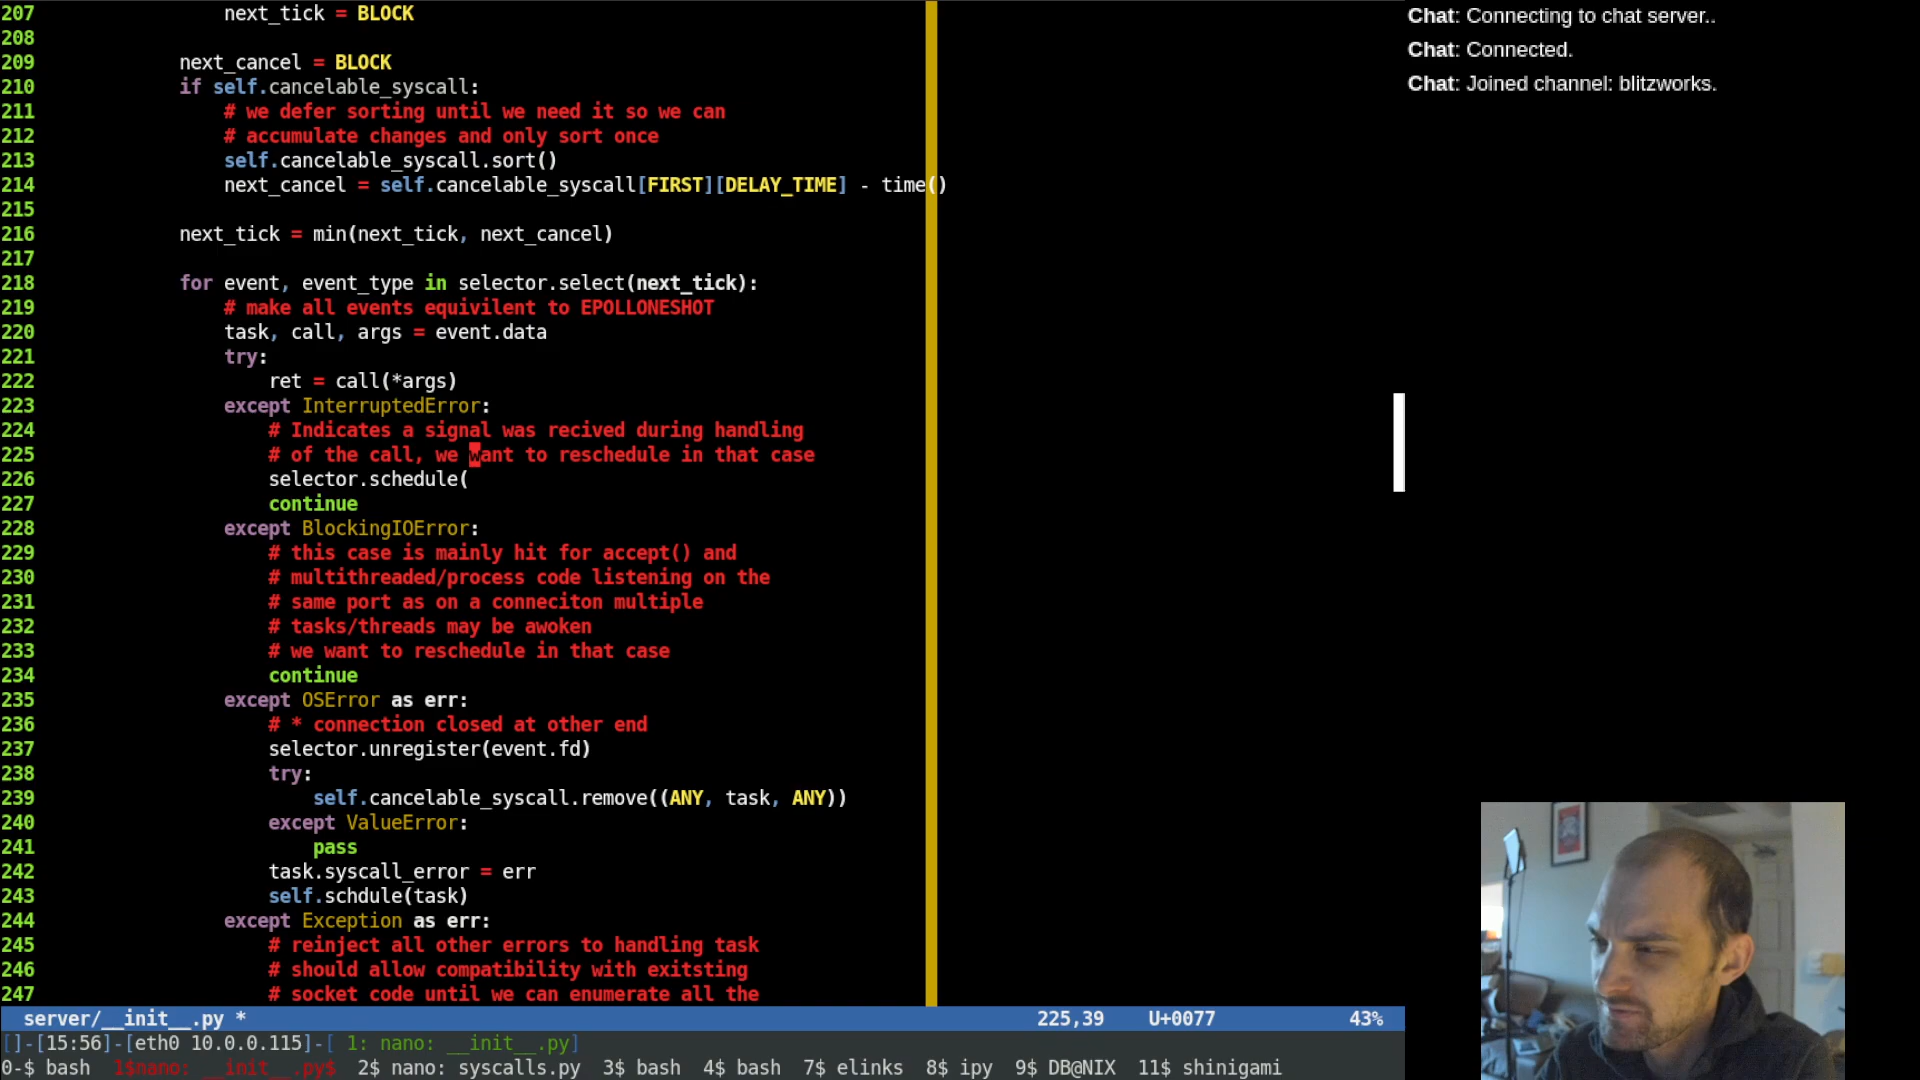 207 next_tick = BLOCK
208
209 next_cancel = BLOCK
210 if self.cancelable_syscall:
211 # we defer sorting until we need it so we can
212 # accumulate changes and only sort once
213 self.cancelable_syscall.sort()
214 next_cancel = self.cancelable_syscall[FIRST][DELAY_TIME] - time()
215
216 next_tick = min(next_tick, next_cancel)
217
218 for event, event_type in selector.select(next_tick):
219 # make all events equivilent to EPOLLONESHOT
220 task, call, args = event.data
221 try:
222 ret = call(*args)
223 except InterruptedError:
224 # Indicates a signal was recived during handling
225 # of the call, we want to reschedule in that case
226 selector.schedule(
227 continue
228 except BlockingIOError:
229 # this case is mainly hit for accept() and
230 # multithreaded/process code listening on the
231 # same port as on a conneciton multiple
232 # tasks/threads may be awoken
233 # we want to reschedule in that case
234 continue
235 except OSError as err:
236 # * connection closed at other end
237 selector.unregister(event.fd)
238 try:
239 self.cancelable_syscall.remove((ANY, task, ANY))
240 except ValueError:
241 pass
242 task.syscall_error = err
243 self.schdule(task)
244 except Exception as err:
245 # reinject all other errors to handling task
246 # should allow compatibility with exitsting
247 # socket code until we can enumerate all the
server/__init__.py * 225,39 U+0077 43%
[]-[15:56]-[eth0 10.0.0.115]-[ 1: nano: __init__.py]
0-$ bash 1$nano: __init__.py$ 2$ nano: syscalls.py 3$ bash 4$ bash 7$ elinks 8$ ipy 9$ DB@NIX 11$ shinigami
Chat: Connecting to chat server..
Chat: Connected.
Chat: Joined channel: blitzworks.